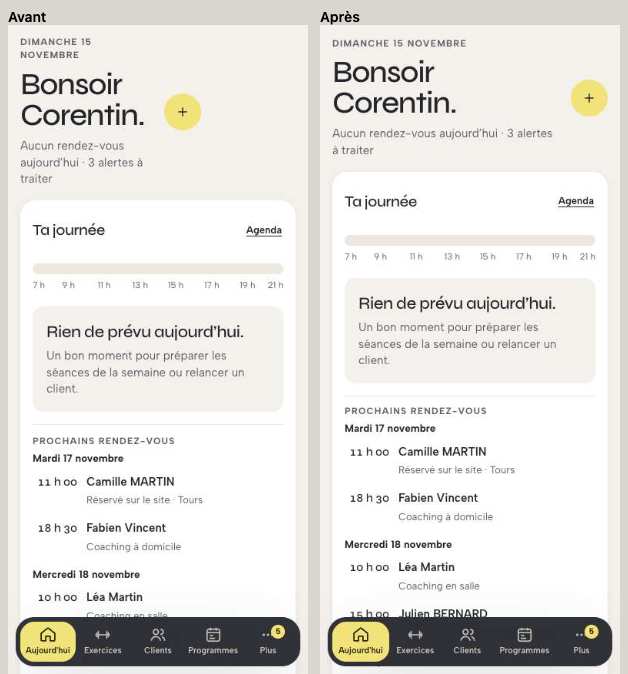 Avant
DIMANCHE 15
NOVEMBRE
Bonsoir
Corentin.
+
Aucun rendez-vous
aujourd'hui · 3 alertes à
traiter
Ta journée
Agenda
7 h 9 h 11 h 13 h 15 h 17 h 19 h 21 h
Rien de prévu aujourd'hui.
Un bon moment pour préparer les
séances de la semaine ou relancer un
client.
PROCHAINS RENDEZ-VOUS
Mardi 17 novembre
11 h 00 Camille MARTIN
Réservé sur le site · Tours
18 h 30 Fabien Vincent
Coaching à domicile
Mercredi 18 novembre
10 h 00 Léa Martin
Coaching en salle
5
Aujourd'hui Exercices Clients Programmes Plus
Après
DIMANCHE 15 NOVEMBRE
Bonsoir
Corentin.
+
Aucun rendez-vous aujourd'hui · 3 alertes
à traiter
Ta journée
Agenda
7 h 9 h 11 h 13 h 15 h 17 h 19 h 21 h
Rien de prévu aujourd'hui.
Un bon moment pour préparer les
séances de la semaine ou relancer un
client.
PROCHAINS RENDEZ-VOUS
Mardi 17 novembre
11 h 00 Camille MARTIN
Réservé sur le site · Tours
18 h 30 Fabien Vincent
Coaching à domicile
Mercredi 18 novembre
10 h 00 Léa Martin
Coaching en salle
15 h 00 Julien BERNARD
5
Aujourd'hui Exercices Clients Programmes Plus